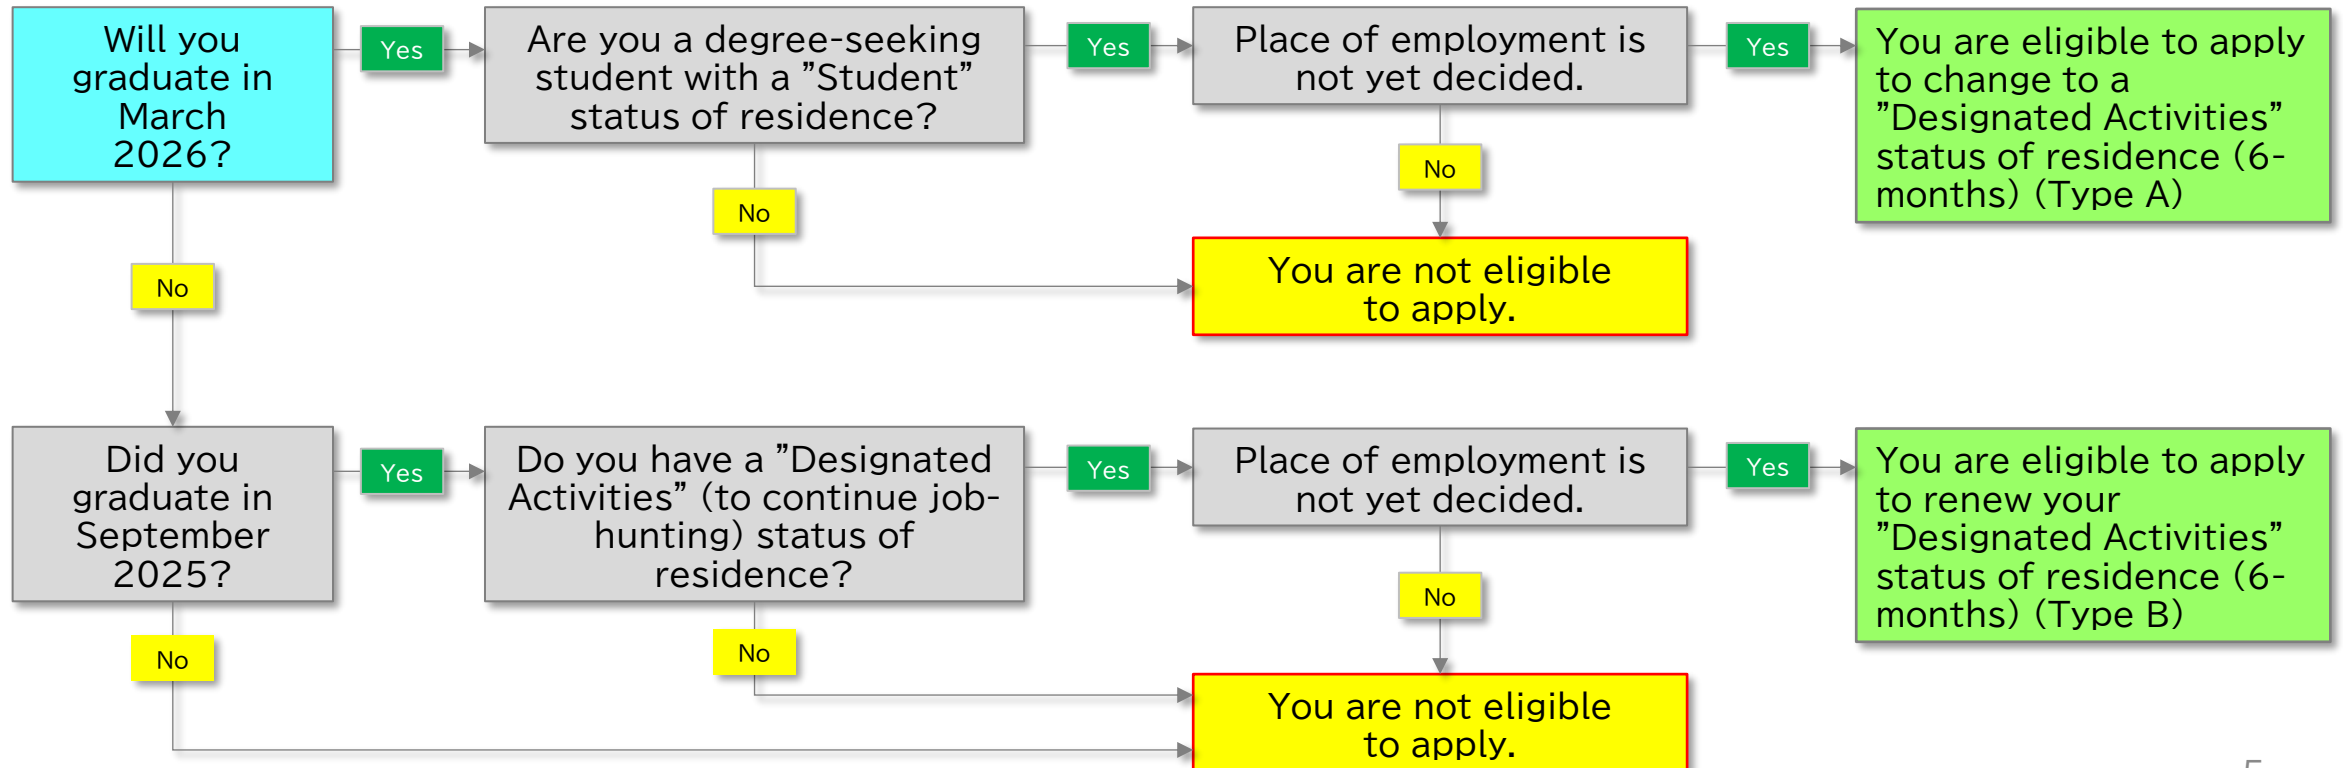 Will you
graduate in
March
2026?
Yes
Are you a degree-seeking
student with a ”Student”
status of residence?
Yes
Place of employment is
not yet decided.
Yes
You are eligible to apply
to change to a
”Designated Activities”
status of residence (6-
months) (Type A)
No
No
No
You are not eligible
to apply.
Did you
graduate in
September
2025?
Yes
Do you have a ”Designated
Activities” (to continue job-
hunting) status of
residence?
Yes
Place of employment is
not yet decided.
Yes
You are eligible to apply
to renew your
”Designated Activities”
status of residence (6-
months) (Type B)
No
No
No
You are not eligible
to apply.